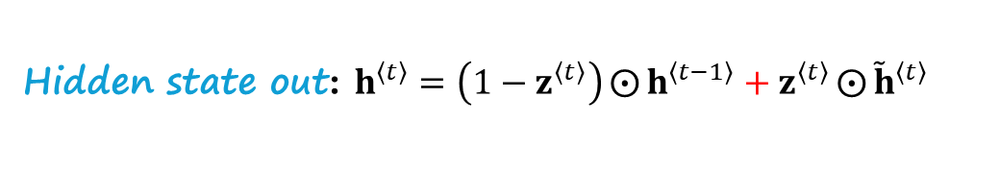 Hidden state out: 𝐡⟨t⟩ = (1 − 𝐳⟨t⟩) ⊙ 𝐡⟨t−1⟩ + 𝐳⟨t⟩ ⊙ 𝐡̃⟨t⟩